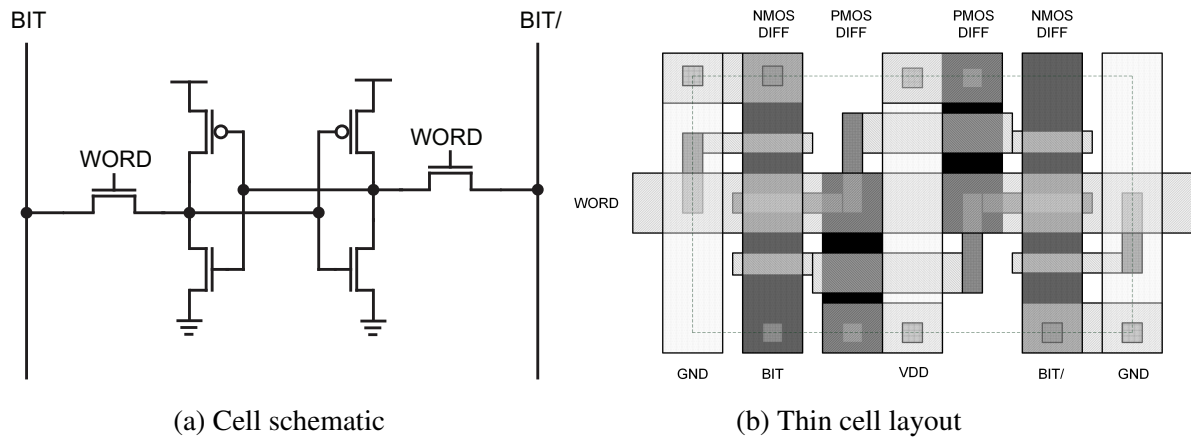 BIT
BIT/
WORD
WORD
(a) Cell schematic
NMOS
DIFF
PMOS
DIFF
PMOS
DIFF
NMOS
DIFF
WORD
GND
BIT
VDD
BIT/
GND
(b) Thin cell layout